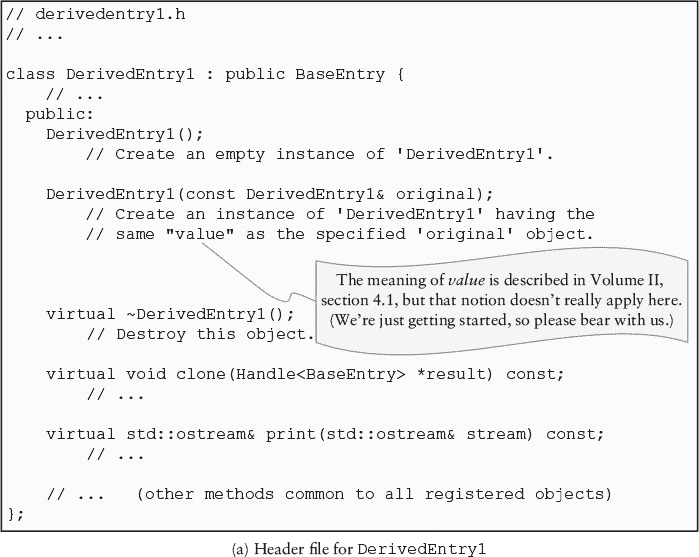 // derivedentry1.h
// ...
class DerivedEntry1 : public BaseEntry {
// ...
public:
DerivedEntry1();
// Create an empty instance of 'DerivedEntry1'.
DerivedEntry1(const DerivedEntry1& original);
// Create an instance of 'DerivedEntry1' having the
// same "value" as the specified 'original' object.
The meaning of value is described in Volume II,
section 4.1, but that notion doesn't really apply here.
(We're just getting started, so please bear with us.)
virtual ~DerivedEntry1();
// Destroy this object.
virtual void clone(Handle<BaseEntry> *result) const;
// ...
virtual std::ostream& print(std::ostream& stream) const;
// ...
// ... (other methods common to all registered objects)
};
(a) Header file for DerivedEntry1